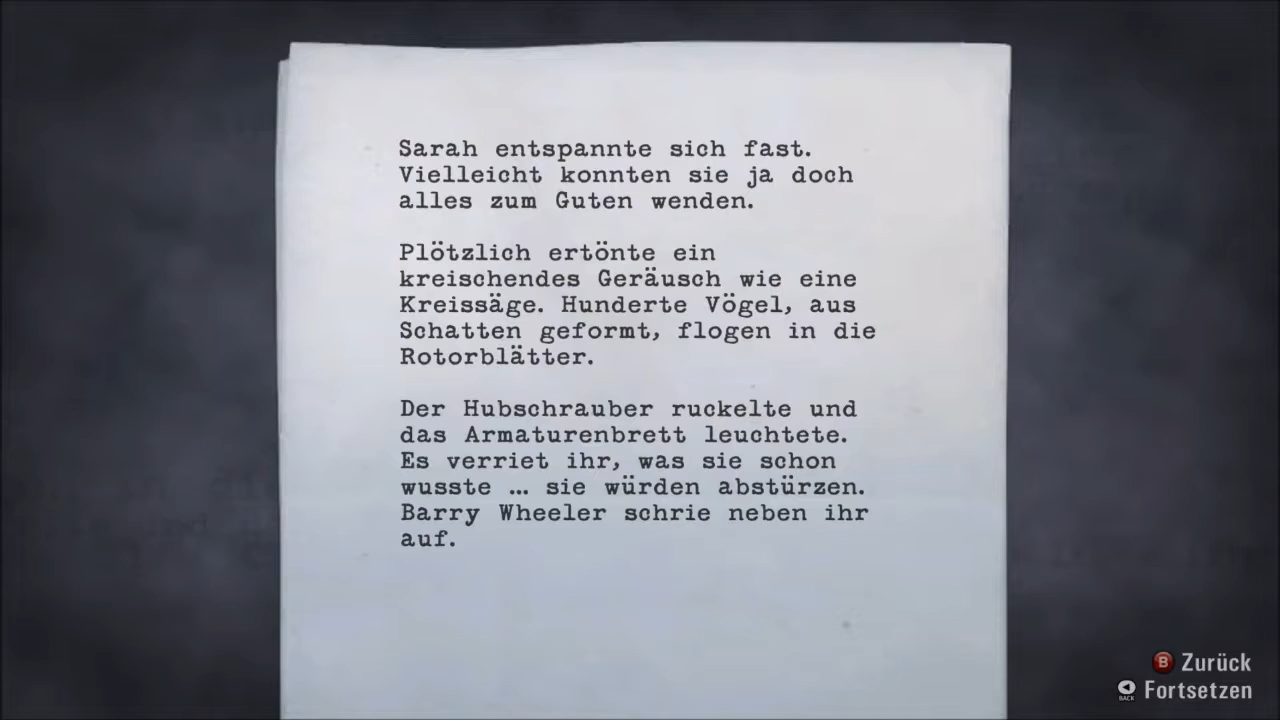 Sarah entspannte sich fast.
Vielleicht konnten sie ja doch
alles zum Guten wenden.
Plötzlich ertönte ein
kreischendes Geräusch wie eine
Kreissäge. Hunderte Vögel, aus
Schatten geformt, flogen in die
Rotorblätter.
Der Hubschrauber ruckelte und
das Armaturenbrett leuchtete.
Es verriet ihr, was sie schon
wusste … sie würden abstürzen.
Barry Wheeler schrie neben ihr
auf.
B Zurück
BACK Fortsetzen